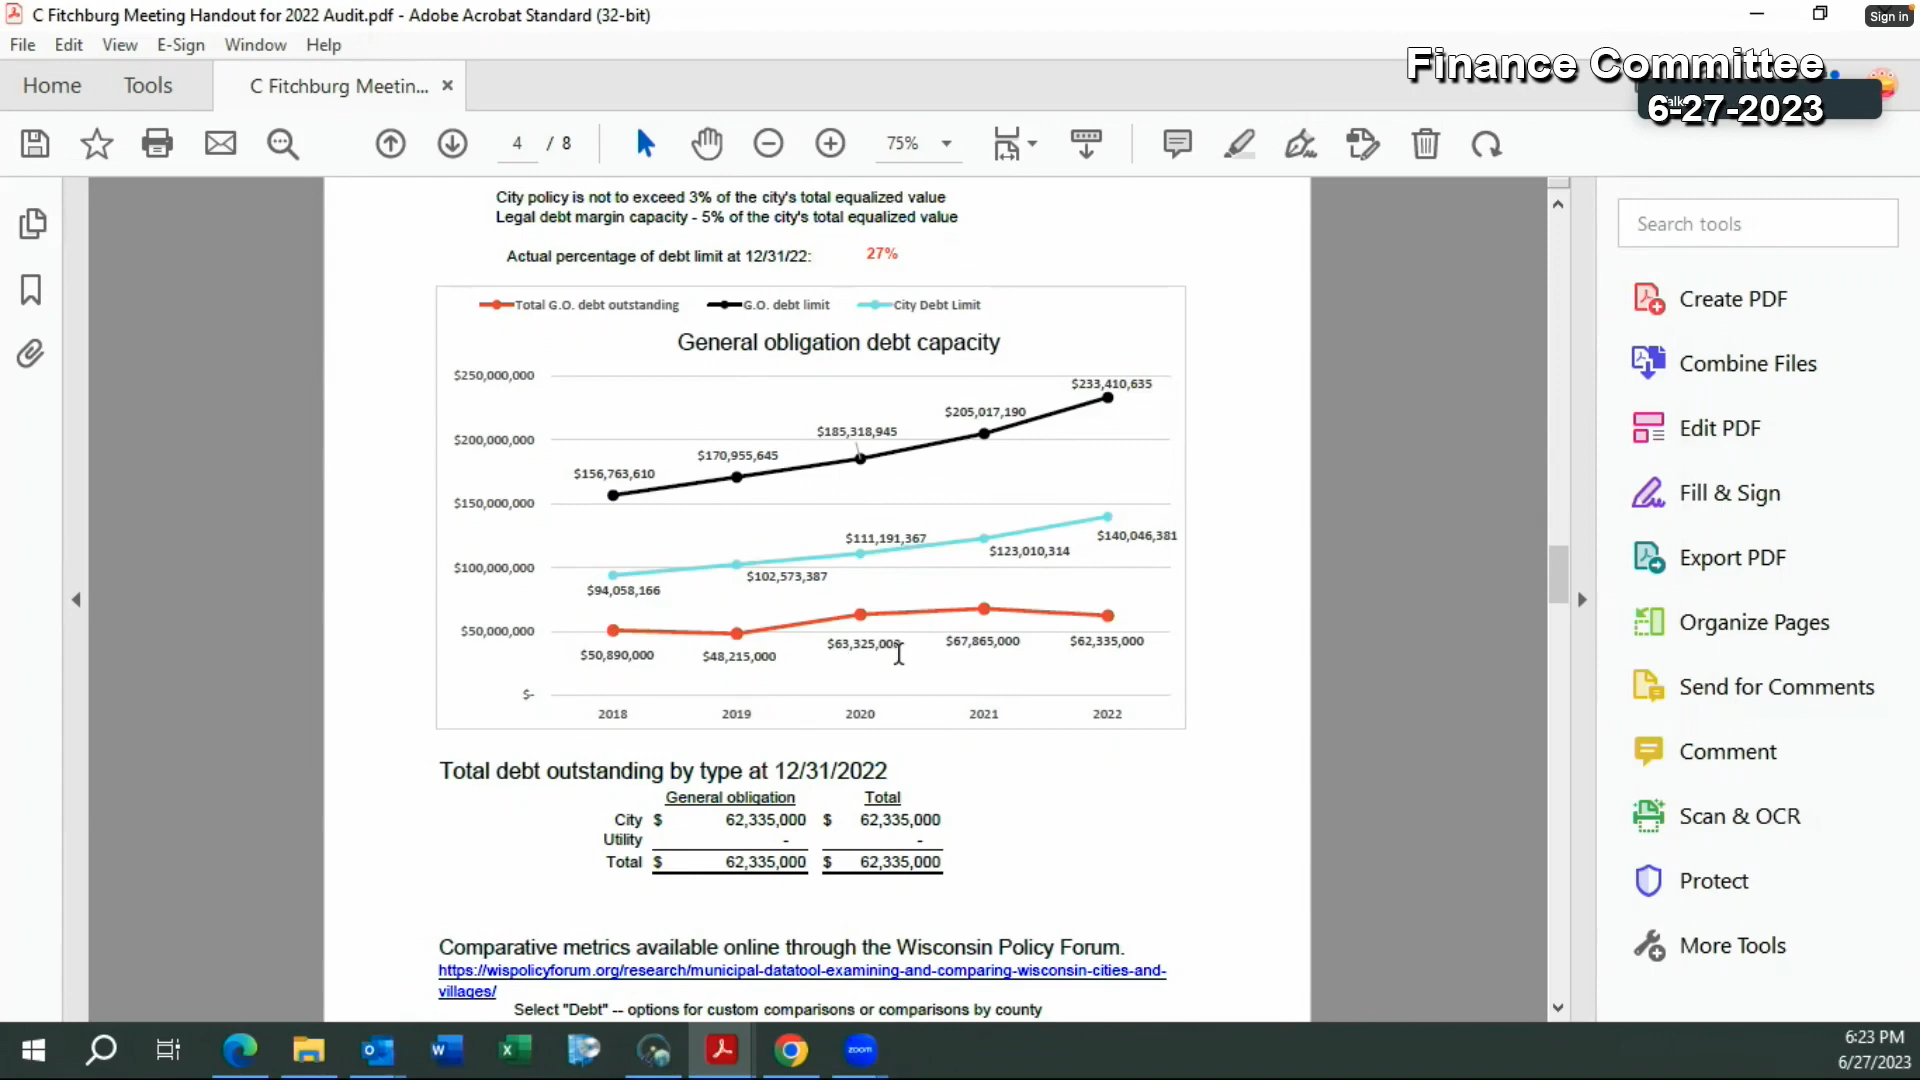 C Fitchburg Meeting Handout for 2022 Audit.pdf - Adobe Acrobat Standard (32-bit)
Sign in
File Edit View E-Sign Window Help
Finance Committee
6-27-2023
Home Tools C Fitchburg Meetin... ×
4 / 8 75%
City policy is not to exceed 3% of the city's total equalized value
Legal debt margin capacity - 5% of the city's total equalized value
Actual percentage of debt limit at 12/31/22: 27%
Total G.O. debt outstanding G.O. debt limit City Debt Limit
General obligation debt capacity
$250,000,000
$200,000,000
$150,000,000
$100,000,000
$50,000,000
$-
$156,763,610 $170,955,645 $185,318,945 $205,017,190 $233,410,635
$94,058,166 $102,573,387 $111,191,367 $123,010,314 $140,046,381
$50,890,000 $48,215,000 $63,325,000 $67,865,000 $62,335,000
2018 2019 2020 2021 2022
Total debt outstanding by type at 12/31/2022
General obligation Total
City $ 62,335,000 $ 62,335,000
Utility - -
Total $ 62,335,000 $ 62,335,000
Comparative metrics available online through the Wisconsin Policy Forum.
https://wispolicyforum.org/research/municipal-datatool-examining-and-comparing-wisconsin-cities-and-
villages/
Select "Debt" -- options for custom comparisons or comparisons by county
Search tools
Create PDF
Combine Files
Edit PDF
Fill & Sign
Export PDF
Organize Pages
Send for Comments
Comment
Scan & OCR
Protect
More Tools
zoom
6:23 PM
6/27/2023